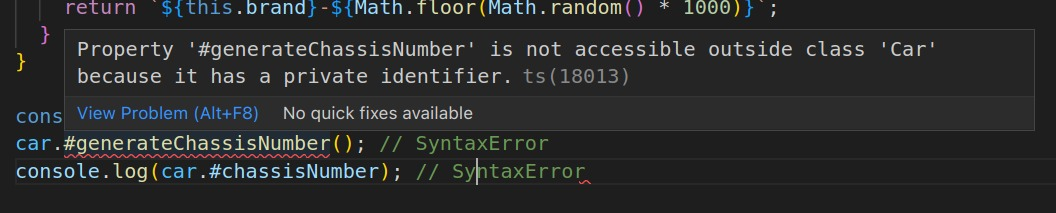 return `${this.brand}-${Math.floor(Math.random() * 1000)}`;
}
Property '#generateChassisNumber' is not accessible outside class 'Car'
because it has a private identifier. ts(18013)
}
View Problem (Alt+F8) No quick fixes available
cons
car.#generateChassisNumber(); // SyntaxError
console.log(car.#chassisNumber); // SyntaxError